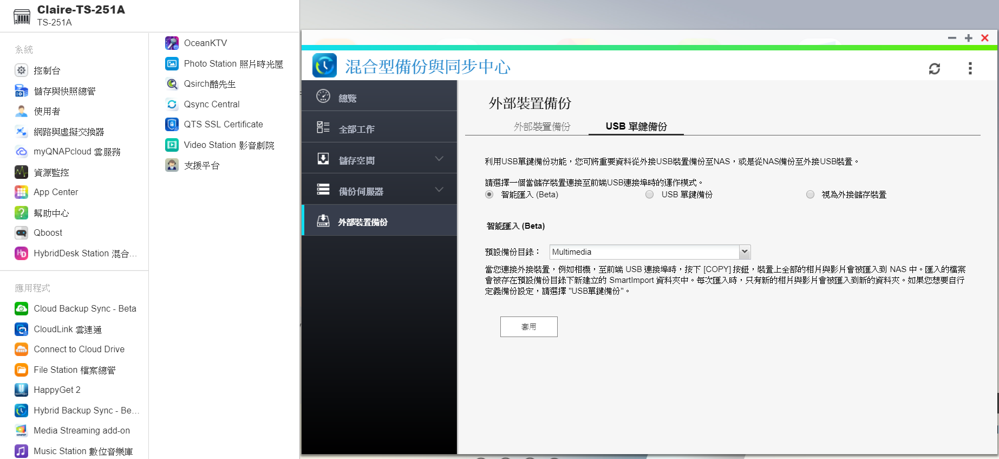 Claire-TS-251A
TS-251A
系統
控制台
儲存與快照總管
使用者
網路與虛擬交換器
myQNAPcloud 雲服務
資源監控
App Center
幫助中心
Qboost
HybridDesk Station 混合...
應用程式
Cloud Backup Sync - Beta
CloudLink 雲連通
Connect to Cloud Drive
File Station 檔案總管
HappyGet 2
Hybrid Backup Sync - Be...
Media Streaming add-on
Music Station 數位音樂庫
OceanKTV
Photo Station 照片時光屋
Qsirch酷先生
Qsync Central
QTS SSL Certificate
Video Station 影音劇院
支援平台
混合型備份與同步中心
總覽
全部工作
儲存空間
備份伺服器
外部裝置備份
外部裝置備份
外部裝置備份 USB 單鍵備份
利用USB單鍵備份功能，您可將重要資料從外接USB裝置備份至NAS，或是從NAS備份至外接USB裝置。
請選擇一個當儲存裝置連接至前端USB連接埠時的運作模式。
智能匯入 (Beta) USB 單鍵備份 視為外接儲存裝置
智能匯入 (Beta)
預設備份目錄： Multimedia
當您連接外接裝置，例如相機，至前端 USB 連接埠時，按下 [COPY] 按鈕，裝置上全部的相片與影片會被匯入到 NAS 中。匯入的檔案
會被存在預設備份目錄下新建立的 SmartImport 資料夾中。每次匯入時，只有新的相片與影片會被匯入到新的資料夾。如果您想要自行
定義備份設定，請選擇 "USB單鍵備份"。
套用